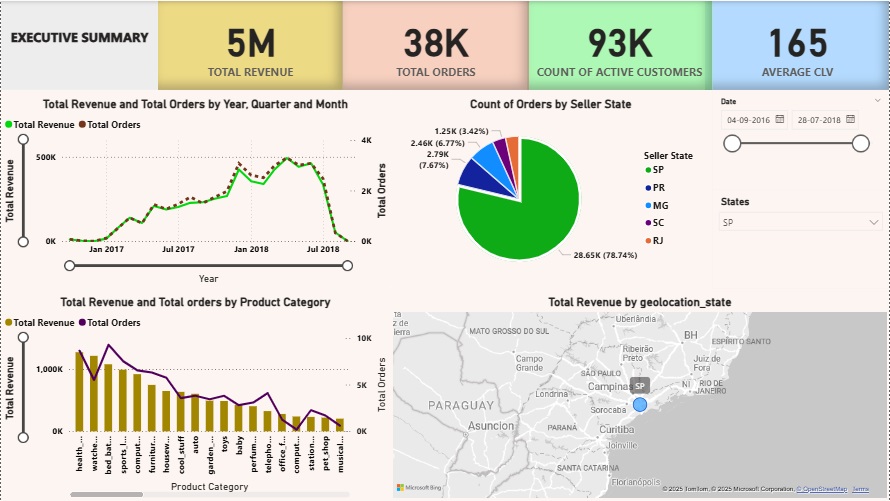 EXECUTIVE SUMMARY
5M
TOTAL REVENUE
38K
TOTAL ORDERS
93K
COUNT OF ACTIVE CUSTOMERS
165
AVERAGE CLV
Total Revenue and Total Orders by Year, Quarter and Month
Total Revenue Total Orders
Total Revenue
500K
0K
4K
2K
0K
Total Orders
Jan 2017 Jul 2017 Jan 2018 Jul 2018
Year
Count of Orders by Seller State
1.25K (3.42%)
2.46K (6.77%)
2.79K
(7.67%)
28.65K (78.74%)
Seller State
SP
PR
MG
SC
RJ
Date
04-09-2016 28-07-2018
States
SP
Total Revenue and Total orders by Product Category
Total Revenue Total Orders
Total Revenue
1,000K
0K
10K
5K
0K
Total Orders
health_...
watche...
bed_bat...
sports_l...
comput...
furnitur...
housew...
cool_stuff
auto
garden_...
toys
baby
perfum...
telepho...
office_f...
comput...
station...
pet_shop
musical...
Product Category
Total Revenue by geolocation_state
Uberlândia
BH
ESPÍRITO SANTO
MATO GROSSO DO SUL
Ribeirão
Preto
Campo
Grande
Juiz de
Fora
SÃO PAULO
Campinas
SP
RIO DE
JANEIRO
Londrina
Sorocaba
PARAGUAY
Asuncion
PARANÁ
Curitiba
Joinville
SANTA CATARINA
Florianópolis
Microsoft Bing
© 2025 TomTom, © 2025 Microsoft Corporation, © OpenStreetMap Terms